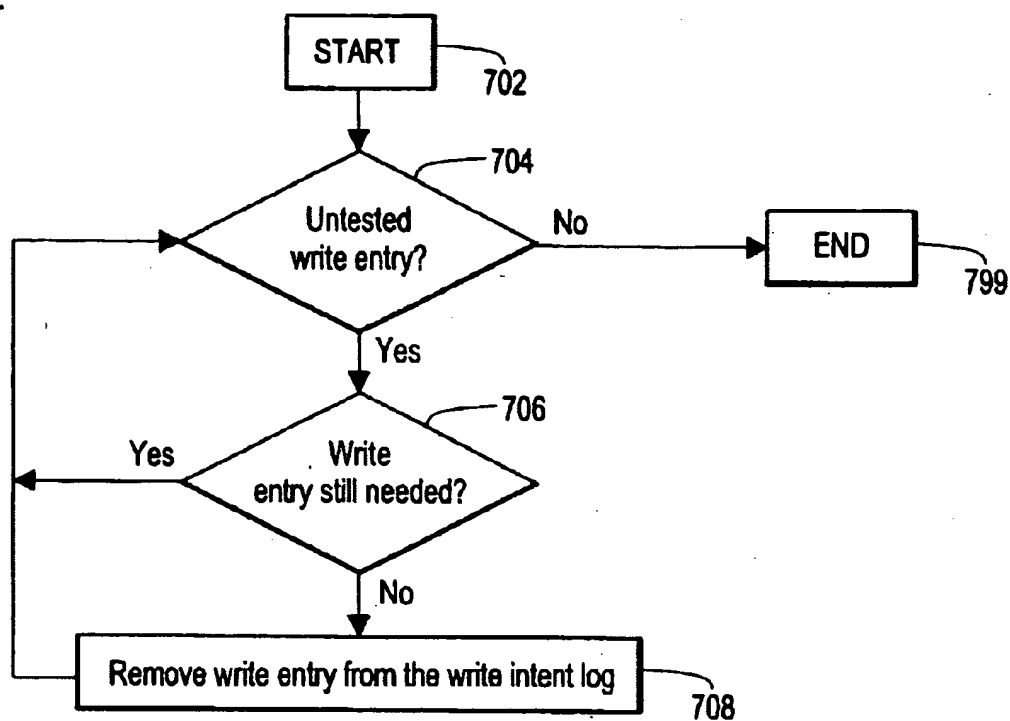 START
702
704
Untested
write entry?
No
END
799
Yes
706
Yes
Write
entry still needed?
No
Remove write entry from the write intent log
708